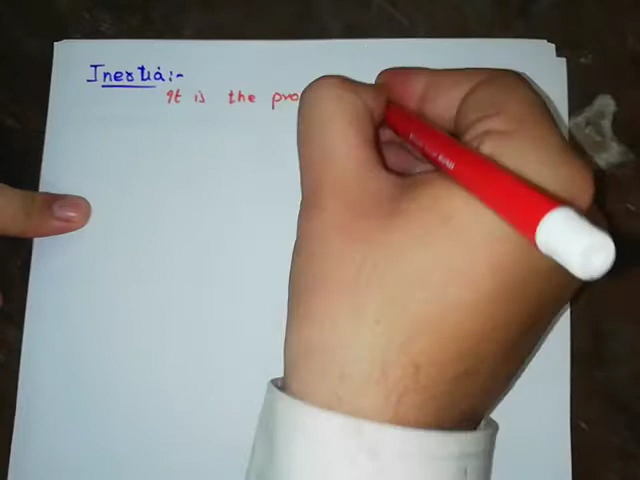 Inertia:-
It is the pro